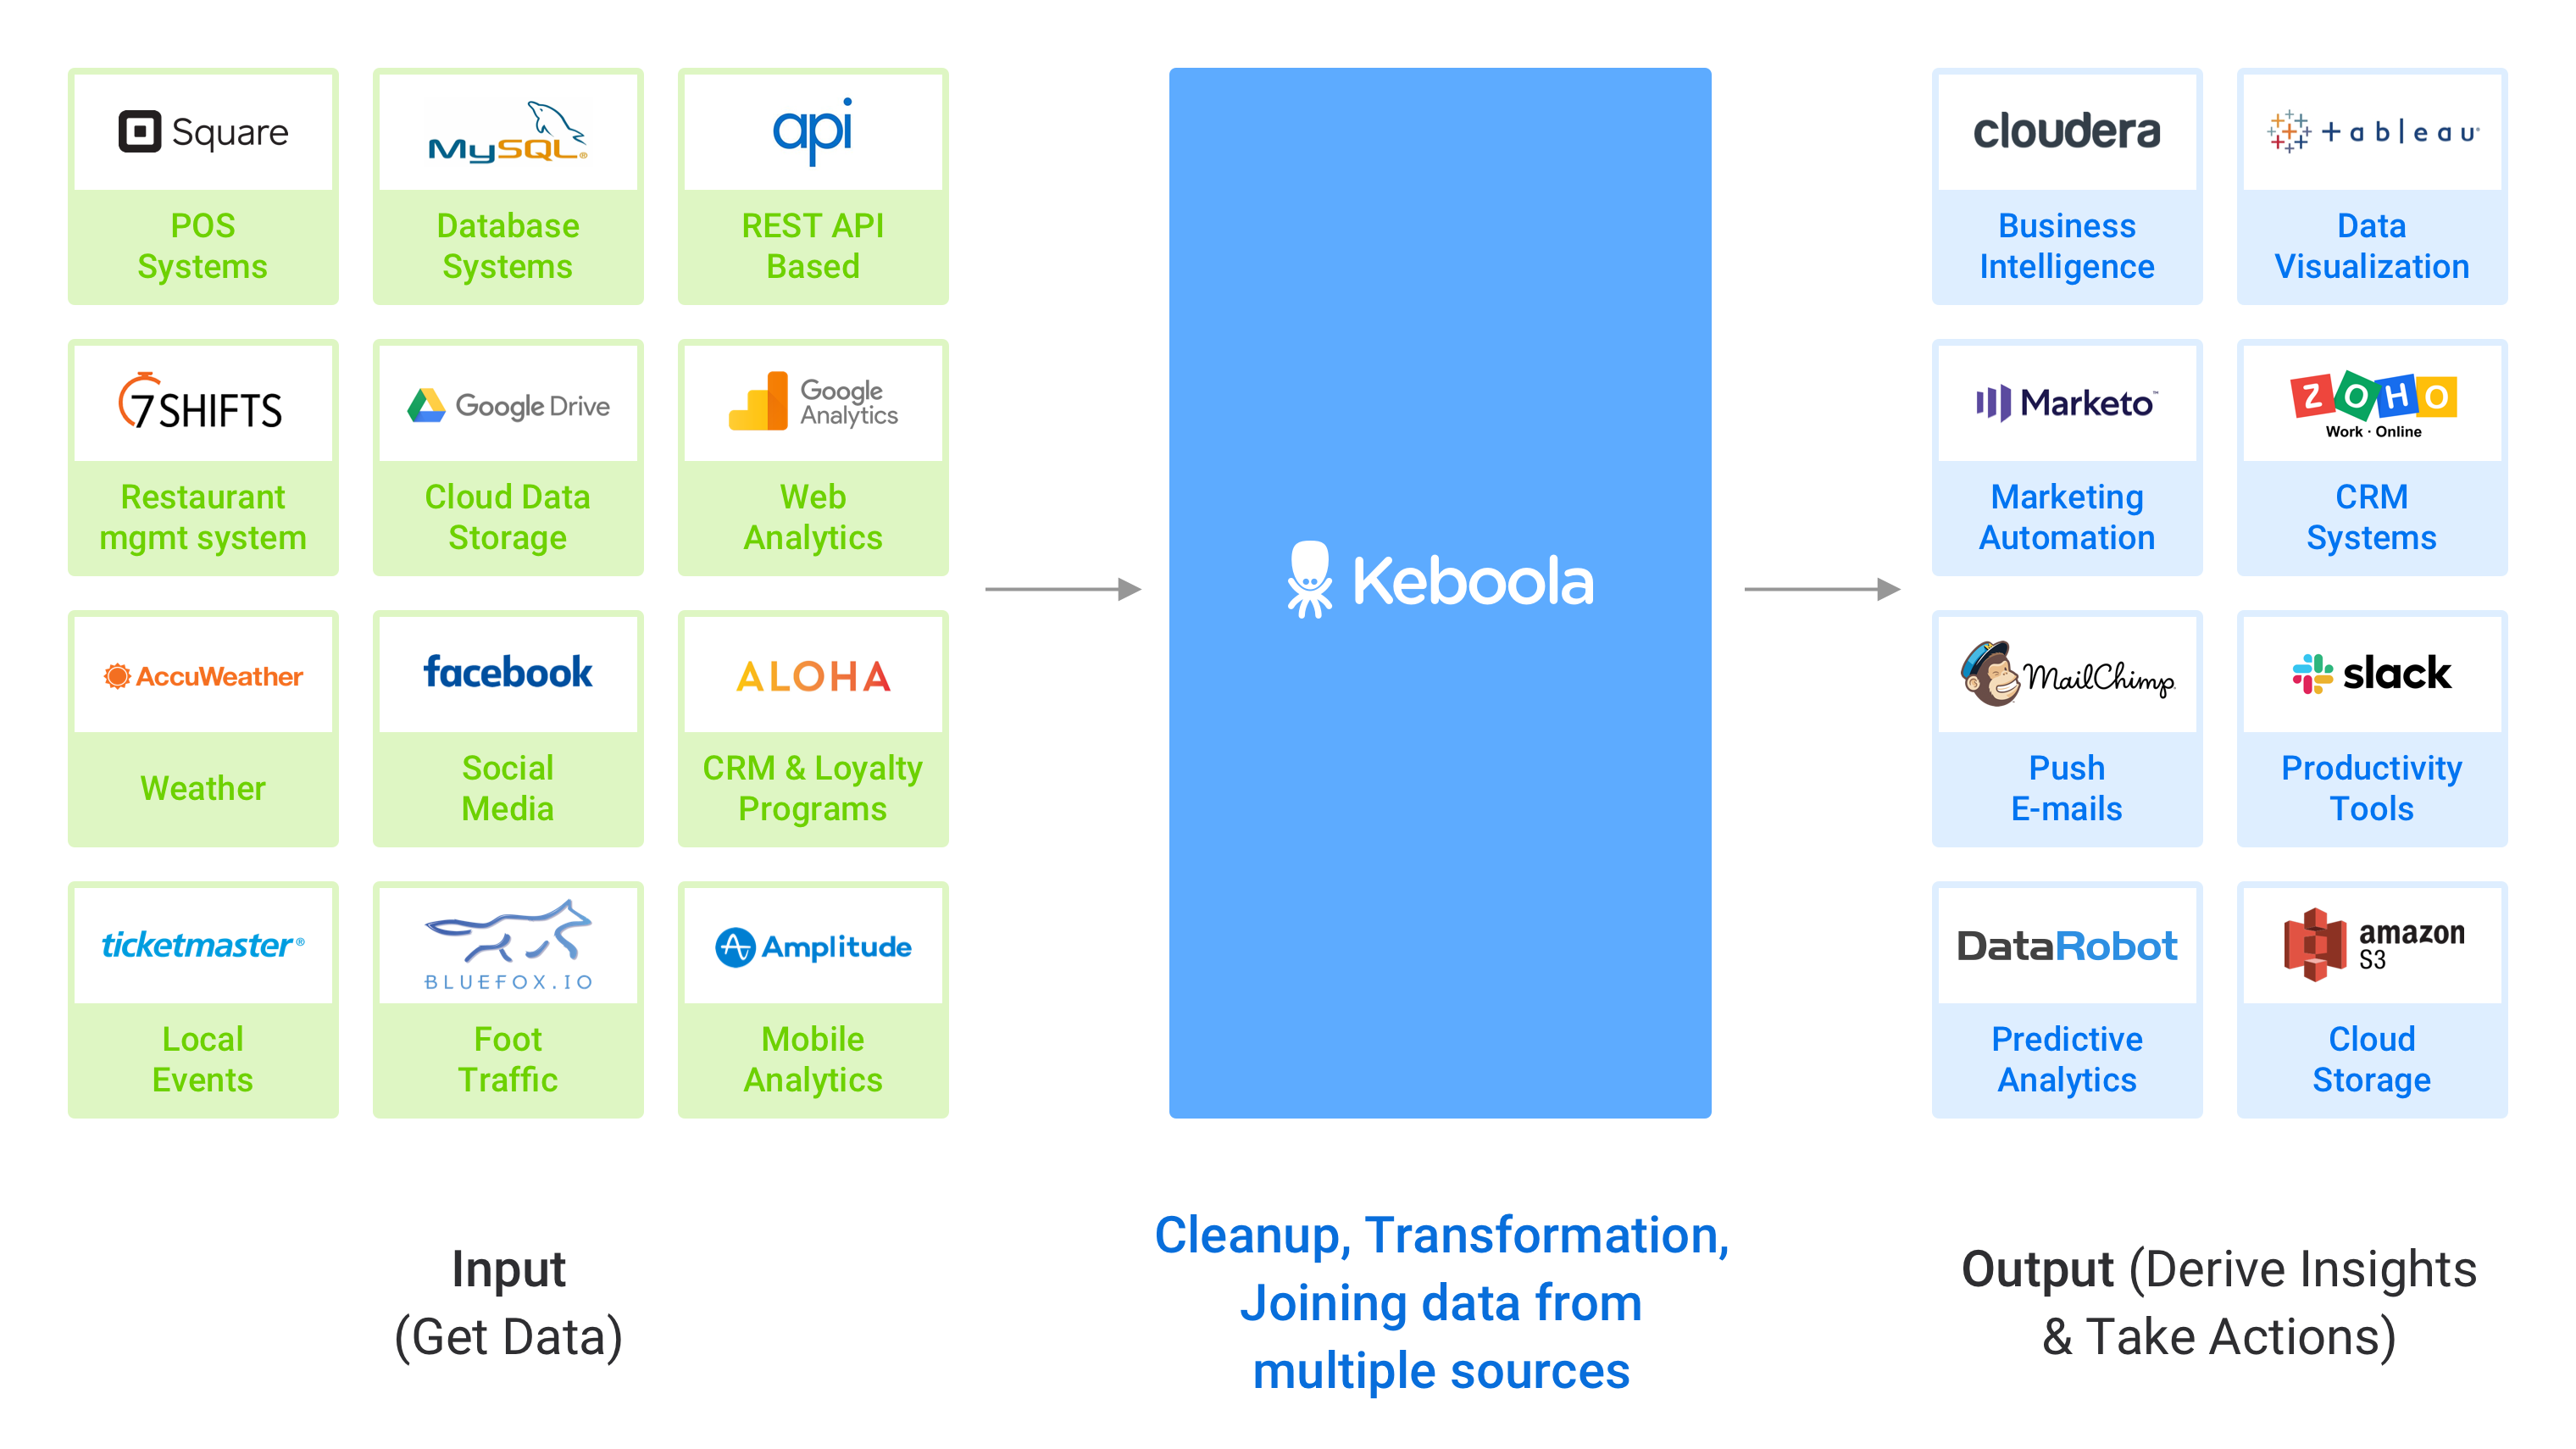 Square
POS
Systems
MySQL®
Database
Systems
api
REST API
Based
7SHIFTS
Restaurant
mgmt system
Google Drive
Cloud Data
Storage
Google
Analytics
Web
Analytics
AccuWeather
Weather
facebook
Social
Media
ALOHA
CRM & Loyalty
Programs
ticketmaster®
Local
Events
BLUEFOX.IO
Foot
Traffic
Amplitude
Mobile
Analytics
Input
(Get Data)
Keboola
Cleanup, Transformation,
Joining data from
multiple sources
cloudera
Business
Intelligence
+ableau
Data
Visualization
Marketo™
Marketing
Automation
ZOHO
Work · Online
CRM
Systems
MailChimp
Push
E-mails
slack
Productivity
Tools
DataRobot
Predictive
Analytics
amazon
S3
Cloud
Storage
Output (Derive Insights
& Take Actions)